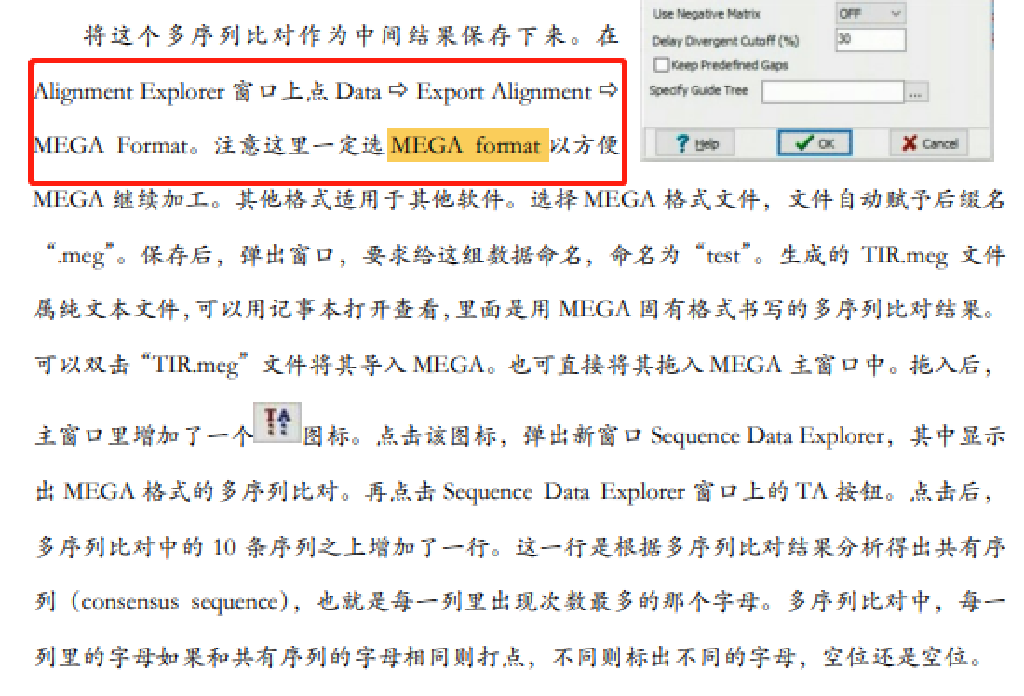 Use Negative Matrix OFF
Delay Divergent Cutoff (%) 30
Keep Predefined Gaps
Specify Guide Tree ...
? Help OK Cancel
将这个多序列比对作为中间结果保存下来。在
Alignment Explorer 窗口上点 Data ⇨ Export Alignment ⇨
MEGA Format。注意这里一定选 MEGA format 以方便
MEGA 继续加工。其他格式适用于其他软件。选择 MEGA 格式文件，文件自动赋予后缀名
“.meg”。保存后，弹出窗口，要求给这组数据命名，命名为“test”。生成的 TIR.meg 文件
属纯文本文件,可以用记事本打开查看,里面是用 MEGA 固有格式书写的多序列比对结果。
可以双击“TIR.meg”文件将其导入 MEGA。也可直接将其拖入 MEGA 主窗口中。拖入后，
主窗口里增加了一个 TA 图标。点击该图标，弹出新窗口 Sequence Data Explorer，其中显示
出 MEGA 格式的多序列比对。再点击 Sequence Data Explorer 窗口上的 TA 按钮。点击后，
多序列比对中的 10 条序列之上增加了一行。这一行是根据多序列比对结果分析得出共有序
列（consensus sequence），也就是每一列里出现次数最多的那个字母。多序列比对中，每一
列里的字母如果和共有序列的字母相同则打点，不同则标出不同的字母，空位还是空位。